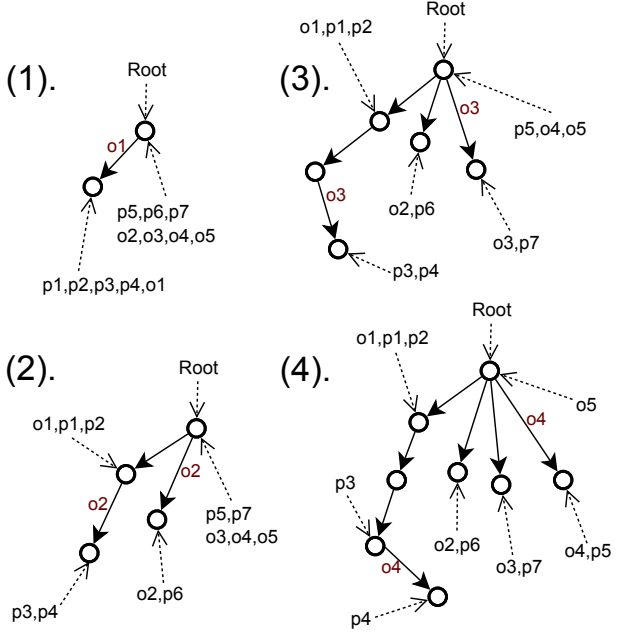 (1).
Root
o1
p5,p6,p7
o2,o3,o4,o5
p1,p2,p3,p4,o1
(2).
Root
o1,p1,p2
o2
o2
p5,p7
o3,o4,o5
p3,p4
o2,p6
(3).
Root
o1,p1,p2
o3
p5,o4,o5
o3
o2,p6
o3,p7
p3,p4
(4).
Root
o1,p1,p2
o5
o4
p3
o2,p6
o3,p7
o4,p5
o4
p4